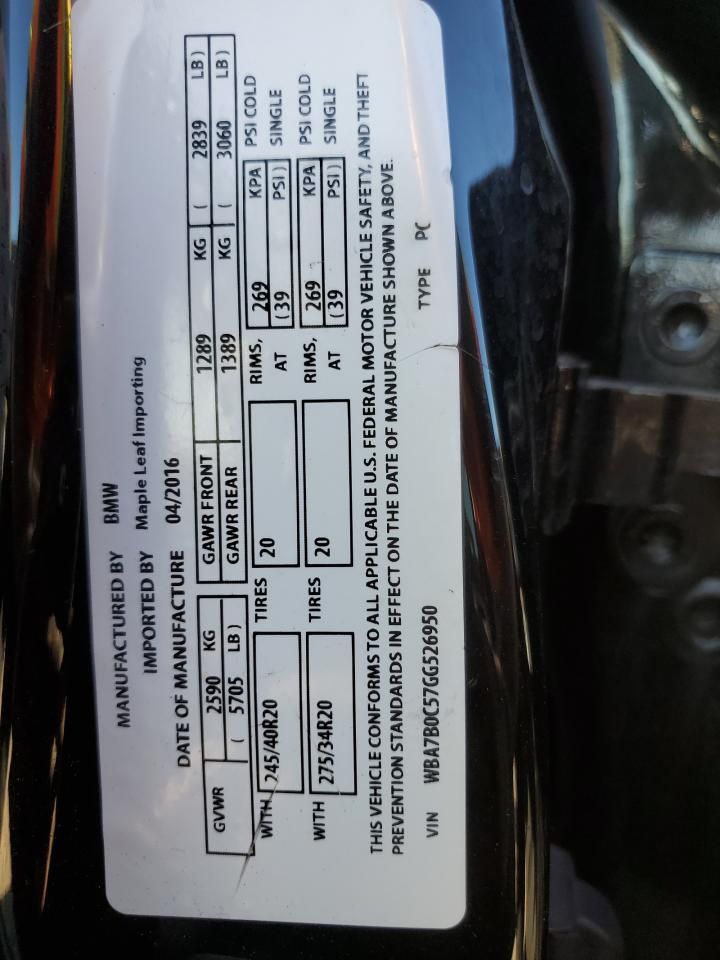 MANUFACTURED BY BMW
IMPORTED BY Maple Leaf Importing
DATE OF MANUFACTURE 04/2016
GVWR 2590 KG GAWR FRONT 1289 KG ( 2839 LB )
( 5705 LB ) GAWR REAR 1389 KG ( 3060 LB )
WITH 245/40R20 TIRES 20 RIMS, 269 KPA PSI COLD
AT ( 39 PSI ) SINGLE
WITH 275/34R20 TIRES 20 RIMS, 269 KPA PSI COLD
AT ( 39 PSI ) SINGLE
THIS VEHICLE CONFORMS TO ALL APPLICABLE U.S. FEDERAL MOTOR VEHICLE SAFETY, AND THEFT
PREVENTION STANDARDS IN EFFECT ON THE DATE OF MANUFACTURE SHOWN ABOVE.
VIN WBA7B0C57GG526950 TYPE PC